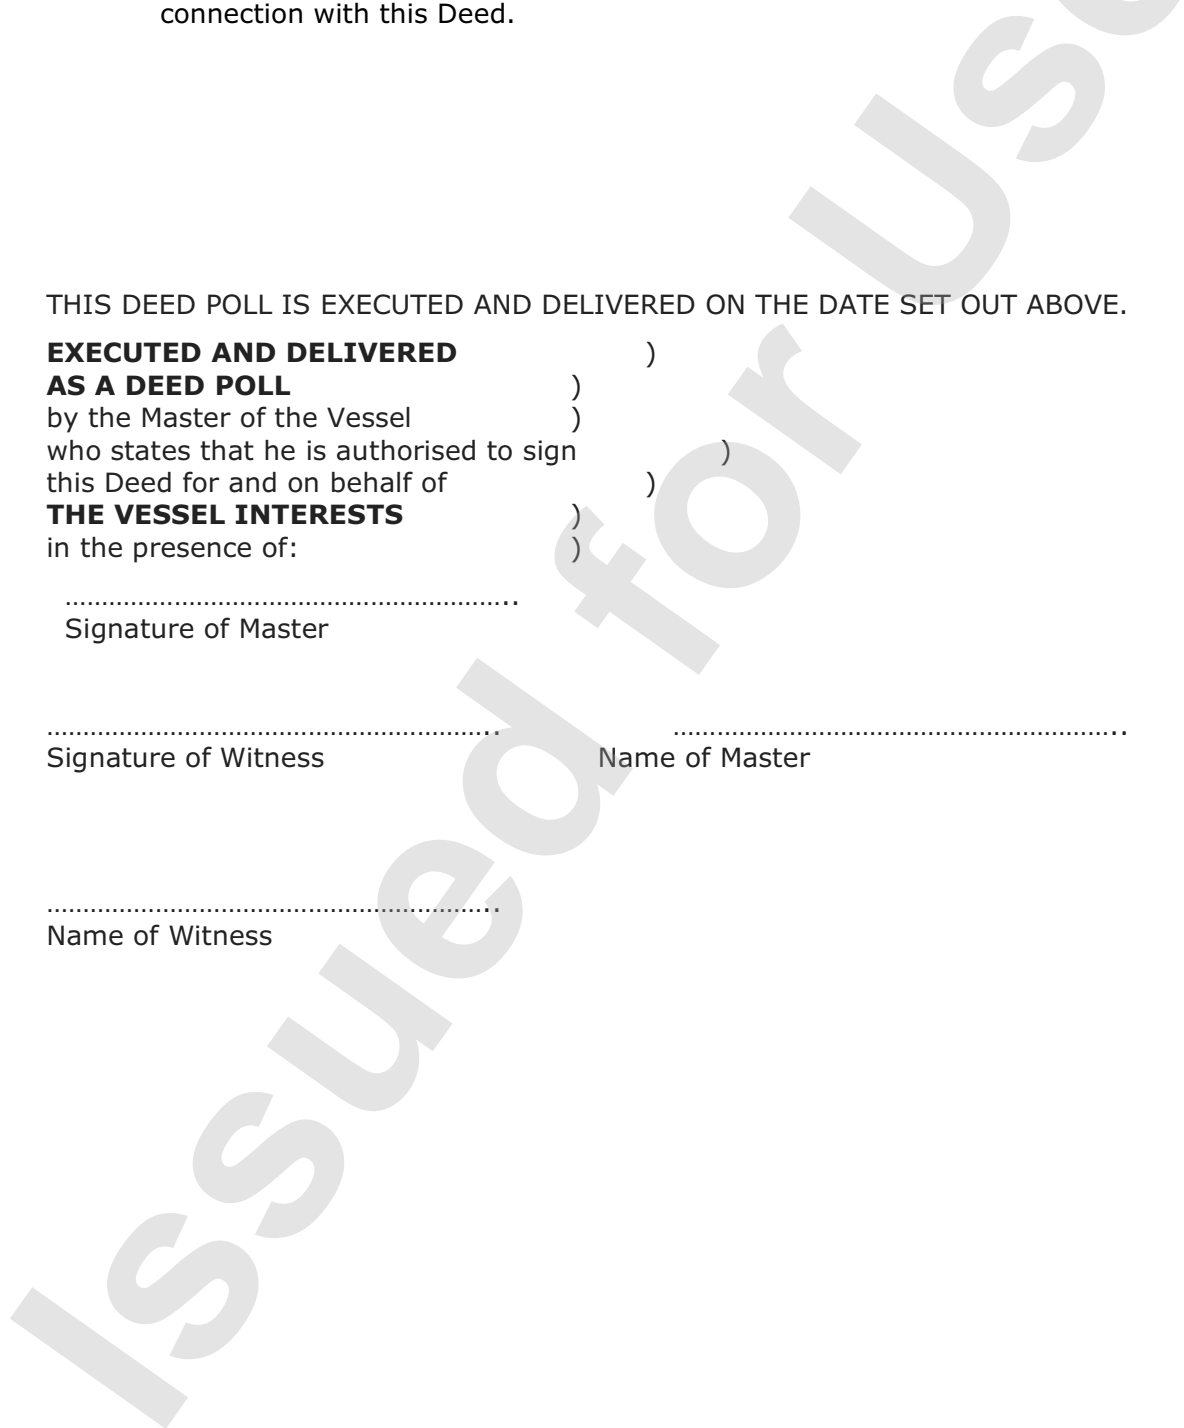 connection with this Deed.
THIS DEED POLL IS EXECUTED AND DELIVERED ON THE DATE SET OUT ABOVE.
EXECUTED AND DELIVERED )
AS A DEED POLL )
by the Master of the Vessel )
who states that he is authorised to sign )
this Deed for and on behalf of )
THE VESSEL INTERESTS )
in the presence of: )
…………………………………………………..
Signature of Master
………………………………………………….. …………………………………………………..
Signature of Witness Name of Master
…………………………………………………..
Name of Witness
Issued for Use